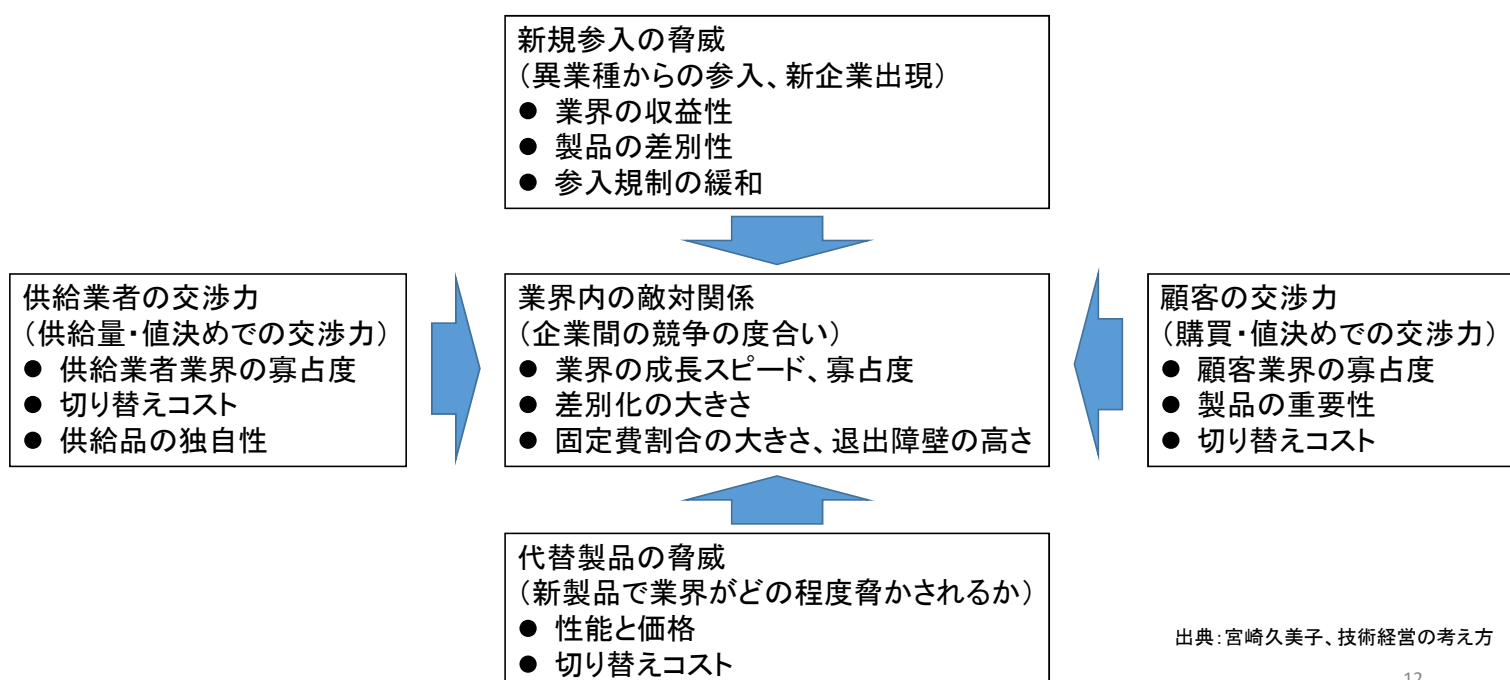 新規参入の脅威
（異業種からの参入、新企業出現）
● 業界の収益性
● 製品の差別性
● 参入規制の緩和
供給業者の交渉力
（供給量・値決めでの交渉力）
● 供給業者業界の寡占度
● 切り替えコスト
● 供給品の独自性
業界内の敵対関係
（企業間の競争の度合い）
● 業界の成長スピード、寡占度
● 差別化の大きさ
● 固定費割合の大きさ、退出障壁の高さ
顧客の交渉力
（購買・値決めでの交渉力）
● 顧客業界の寡占度
● 製品の重要性
● 切り替えコスト
代替製品の脅威
（新製品で業界がどの程度脅かされるか）
● 性能と価格
● 切り替えコスト
出典：宮崎久美子、技術経営の考え方
12